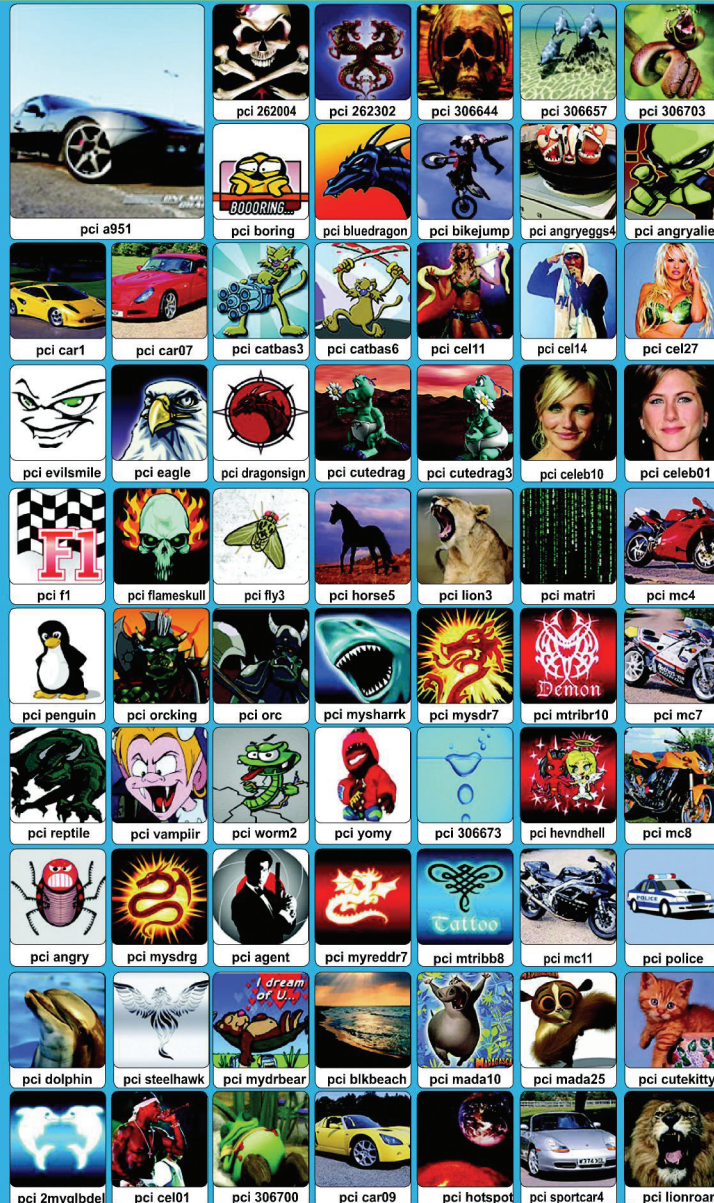 pci 262004
pci 262302
pci 306644
pci 306657
pci 306703
pci a951
BOOORING...
pci boring
pci bluedragon
pci bikejump
pci angryeggs4
pci angryalie
pci car1
pci car07
pci catbas3
pci catbas6
pci cel11
pci cel14
pci cel27
pci evilsmile
pci eagle
pci dragonsign
pci cutedrag
pci cutedrag3
pci celeb10
pci celeb01
F1
pci f1
pci flameskull
pci fly3
pci horse5
pci lion3
pci matri
pci mc4
Demon
pci penguin
pci orcking
pci orc
pci mysharrk
pci mysdr7
pci mtribr10
pci mc7
pci reptile
pci vampiir
pci worm2
pci yomy
pci 306673
pci hevndhell
pci mc8
Tattoo
POLICE
pci angry
pci mysdrg
pci agent
pci myreddr7
pci mtribb8
pci mc11
pci police
I dream
of U...
pci dolphin
pci steelhawk
pci mydrbear
pci blkbeach
pci mada10
pci mada25
pci cutekitty
pci 2myglbdel
pci cel01
pci 306700
pci car09
pci hotspot
pci sportcar4
pci lionroar